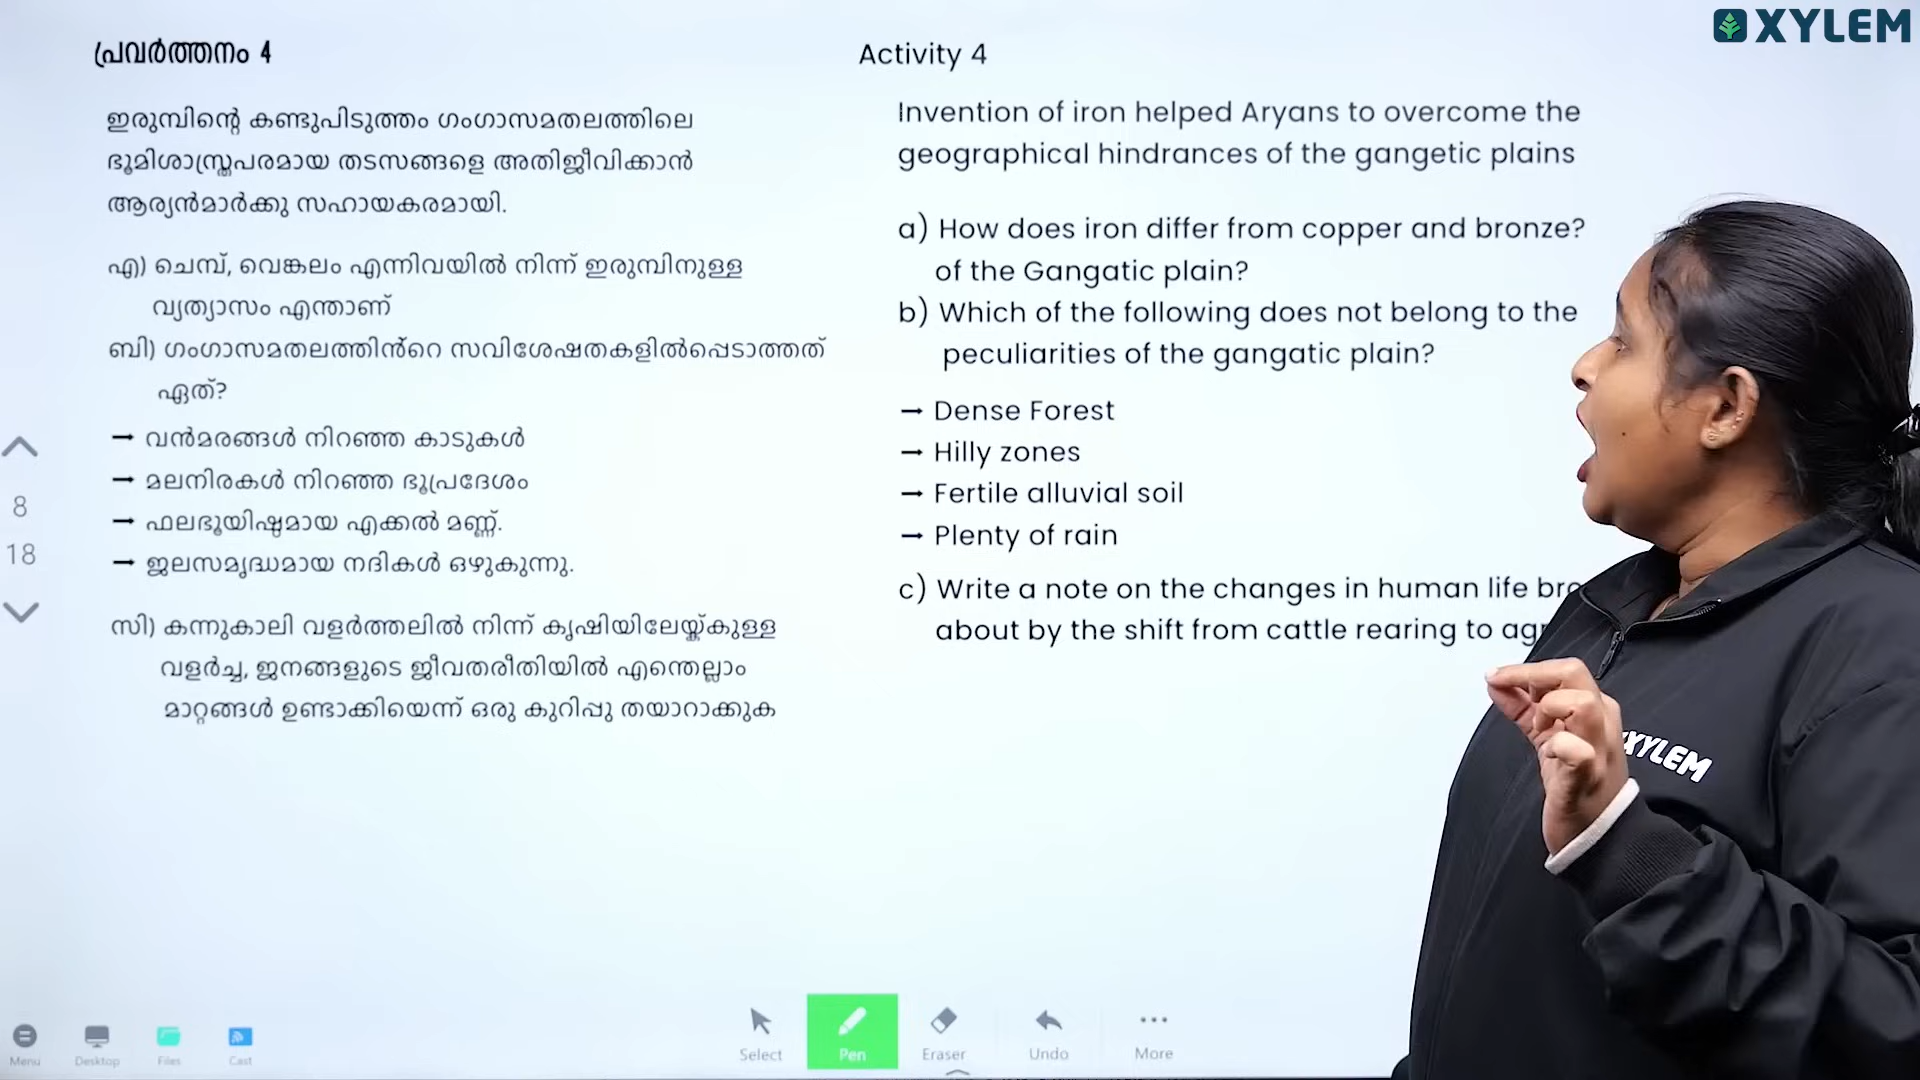 XYLEM
പ്രവർത്തനം 4
ഇരുമ്പിന്റെ കണ്ടുപിടുത്തം ഗംഗാസമതലത്തിലെ
ഭൂമിശാസ്ത്രപരമായ തടസങ്ങളെ അതിജീവിക്കാൻ
ആര്യൻമാർക്കു സഹായകരമായി.
എ) ചെമ്പ്, വെങ്കലം എന്നിവയിൽ നിന്ന് ഇരുമ്പിനുള്ള
വ്യത്യാസം എന്താണ്
ബി) ഗംഗാസമതലത്തിൻറെ സവിശേഷതകളിൽപ്പെടാത്തത്
ഏത്?
→ വൻമരങ്ങൾ നിറഞ്ഞ കാടുകൾ
→ മലനിരകൾ നിറഞ്ഞ ഭൂപ്രദേശം
→ ഫലഭൂയിഷ്ഠമായ എക്കൽ മണ്ണ്.
→ ജലസമൃദ്ധമായ നദികൾ ഒഴുകുന്നു.
സി) കന്നുകാലി വളർത്തലിൽ നിന്ന് കൃഷിയിലേയ്ക്കുള്ള
വളർച്ച, ജനങ്ങളുടെ ജീവതരീതിയിൽ എന്തെല്ലാം
മാറ്റങ്ങൾ ഉണ്ടാക്കിയെന്ന് ഒരു കുറിപ്പു തയാറാക്കുക
Activity 4
Invention of iron helped Aryans to overcome the
geographical hindrances of the gangetic plains
a) How does iron differ from copper and bronze?
of the Gangatic plain?
b) Which of the following does not belong to the
peculiarities of the gangatic plain?
→ Dense Forest
→ Hilly zones
→ Fertile alluvial soil
→ Plenty of rain
c) Write a note on the changes in human life
about by the shift from cattle rearing to
XYLEM
8
18
Menu
Desktop
Files
Cast
Select
Pen
Eraser
Undo
More